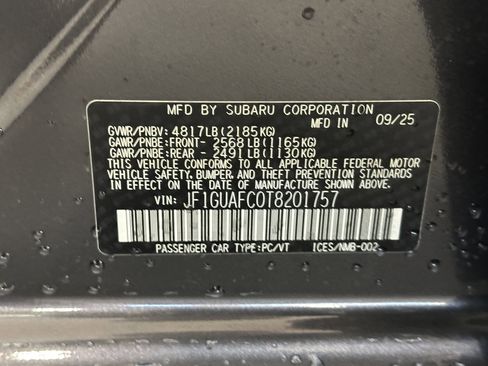 MFD BY SUBARU CORPORATION
MFD IN 09/25
GVWR/PNBV: 4817LB(2185KG)
GAWR/PNBE:FRONT- 2568LB(1165KG)
GAWR/PNBE:REAR - 2491LB(1130KG)
THIS VEHICLE CONFORMS TO ALL APPLICABLE FEDERAL MOTOR
VEHICLE SAFETY, BUMPER, AND THEFT PREVENTION STANDARDS
IN EFFECT ON THE DATE OF MANUFACTURE SHOWN ABOVE.
VIN: JF1GUAFC0T8201757
PASSENGER CAR TYPE:PC/VT ICES/NMB-002